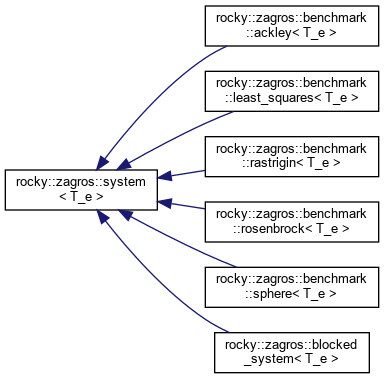 rocky::zagros::benchmark
::ackley< T_e >
rocky::zagros::benchmark
::least_squares< T_e >
rocky::zagros::benchmark
::rastrigin< T_e >
rocky::zagros::system
< T_e >
rocky::zagros::benchmark
::rosenbrock< T_e >
rocky::zagros::benchmark
::sphere< T_e >
rocky::zagros::blocked
_system< T_e >